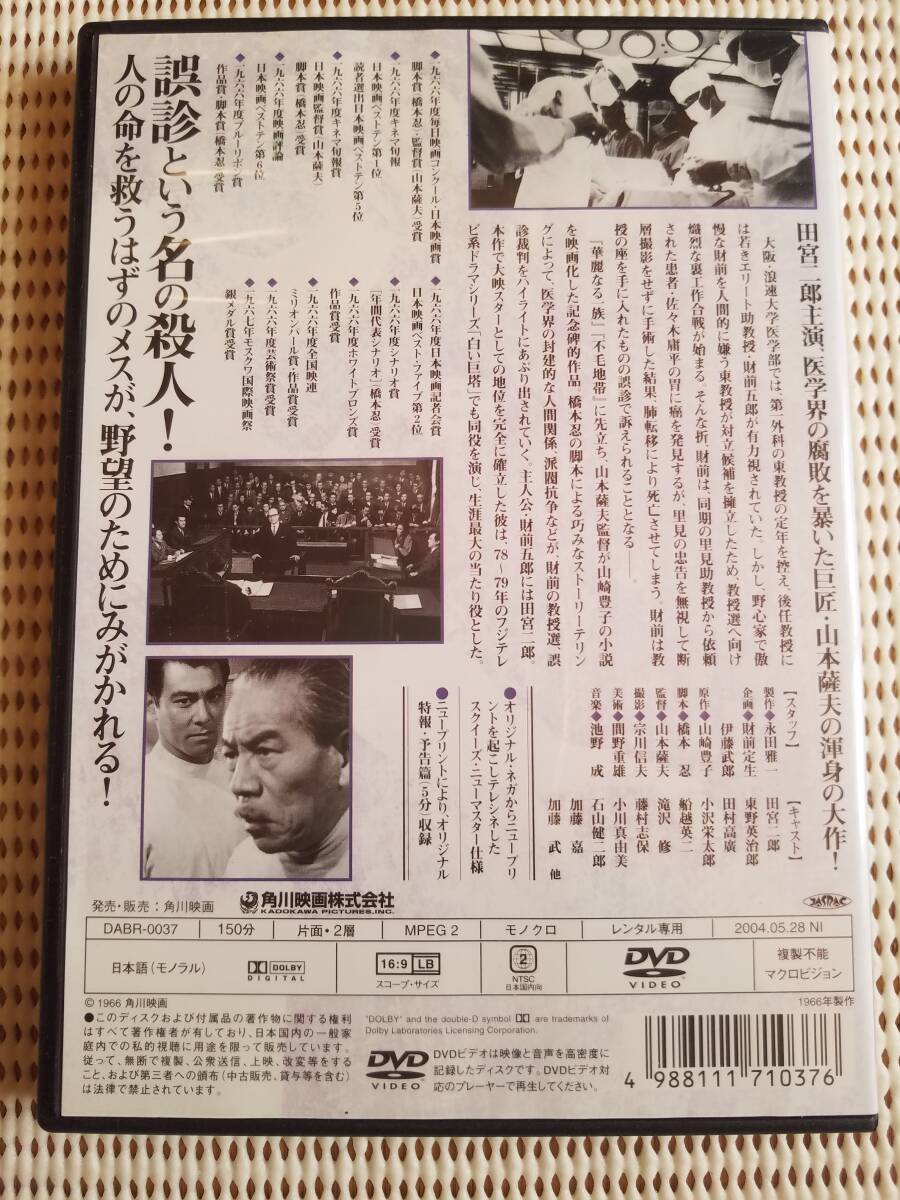 田宮二郎主演、医学界の腐敗を暴いた巨匠・山本薩夫の渾身の大作！
大阪・浪速大学医学部では、第一外科の東教授の定年を控え、後任教授に
は若きエリート助教授・財前五郎が有力視されていた。しかし、野心家で傲
慢な財前を人間的に嫌う東教授が対立候補を擁立したため、教授選へ向け
熾烈な裏工作合戦が始まる。そんな折、財前は、同期の里見助教授から依頼
された患者・佐々木庸平の胃に癌を発見するが、里見の忠告を無視して断
層撮影をせずに手術した結果、肺転移により死亡させてしまう。財前は教
授の座を手に入れたものの誤診で訴えられることとなる──。
『華麗なる一族』『不毛地帯』に先立ち、山本薩夫監督が山崎豊子の小説
を映画化した記念碑的作品。橋本忍の脚本による巧みなストーリーテリン
グによって、医学界の封建的な人間関係、派閥抗争などが、財前の教授選、誤
診裁判をハイライトにあぶり出されていく。主人公・財前五郎には田宮二郎。
本作で大映スターとしての地位を完全に確立した彼は、78～79年のフジテレ
ビ系ドラマシリーズ「白い巨塔」でも同役を演じ、生涯最大の当たり役とした。
◆一九六六年度毎日映画コンクール・日本映画賞
脚本賞(橋本忍)・監督賞(山本薩夫)受賞
◆一九六六年度キネマ旬報
日本映画ベストテン第1位
読者選出日本映画ベストテン第5位
◆一九六六年度キネマ旬報賞
日本映画監督賞(山本薩夫)
脚本賞(橋本忍)受賞
◆一九六六年度映画評論
日本映画ベストテン第6位
◆一九六六年度ブルーリボン賞
作品賞・脚本賞(橋本忍)受賞
◆一九六六年度日本映画記者会賞
日本映画ベスト・ファイブ第2位
◆一九六六年度シナリオ賞
「年間代表シナリオ」(橋本忍)受賞
◆一九六六年度ホワイトブロンズ賞
作品賞受賞
◆一九六六年度全国映連
ミリオンパール賞・作品賞受賞
◆一九六六年度芸術祭賞受賞
◆一九六七年モスクワ国際映画祭
銀メダル賞受賞
誤診という名の殺人！
人の命を救うはずのメスが、野望のためにみがかれる！
【スタッフ】
製作◆永田雅一
企画◆財前定生
伊藤武郎
原作◆山崎豊子
脚本◆橋本 忍
監督◆山本薩夫
撮影◆宗川信夫
美術◆間野重雄
音楽◆池野 成
【キャスト】
田宮二郎
東野英治郎
田村高廣
小沢栄太郎
船越英二
滝沢 修
藤村志保
小川真由美
石山健二郎
加藤 嘉
加藤 武 他
●オリジナル・ネガからニュープリ
ントを起こしテレシネした
スクイーズ・ニューマスター仕様
●ニュープリントにより、オリジナル
特報・予告篇(5分)収録
発売・販売：角川映画
角川映画株式会社
KADOKAWA PICTURES, INC.
JASRAC
DABR-0037
150分
片面・2層
MPEG 2
モノクロ
レンタル専用
2004.05.28 NI
日本語(モノラル)
DOLBY
DIGITAL
16:9 LB
スコープ・サイズ
2
NTSC
日本国内向
DVD
VIDEO
複製不能
マクロビジョン
© 1966 角川映画
1966年製作
●このディスクおよび付属品の著作物に関する権利
はすべて著作権者が有しており、日本国内の一般家
庭内での私的視聴に用途を限って販売しています。
従って、無断で複製、公衆送信、上映、改変等をする
こと、および第三者への頒布(中古販売、貸与等を含む)
は法律で禁止されています。
"DOLBY" and the double-D symbol are trademarks of
Dolby Laboratories Licensing Corporation.
DVD
VIDEO
DVDビデオは映像と音声を高密度に
記録したディスクです。DVDビデオ対
応のプレーヤーで再生してください。
4 988111 710376